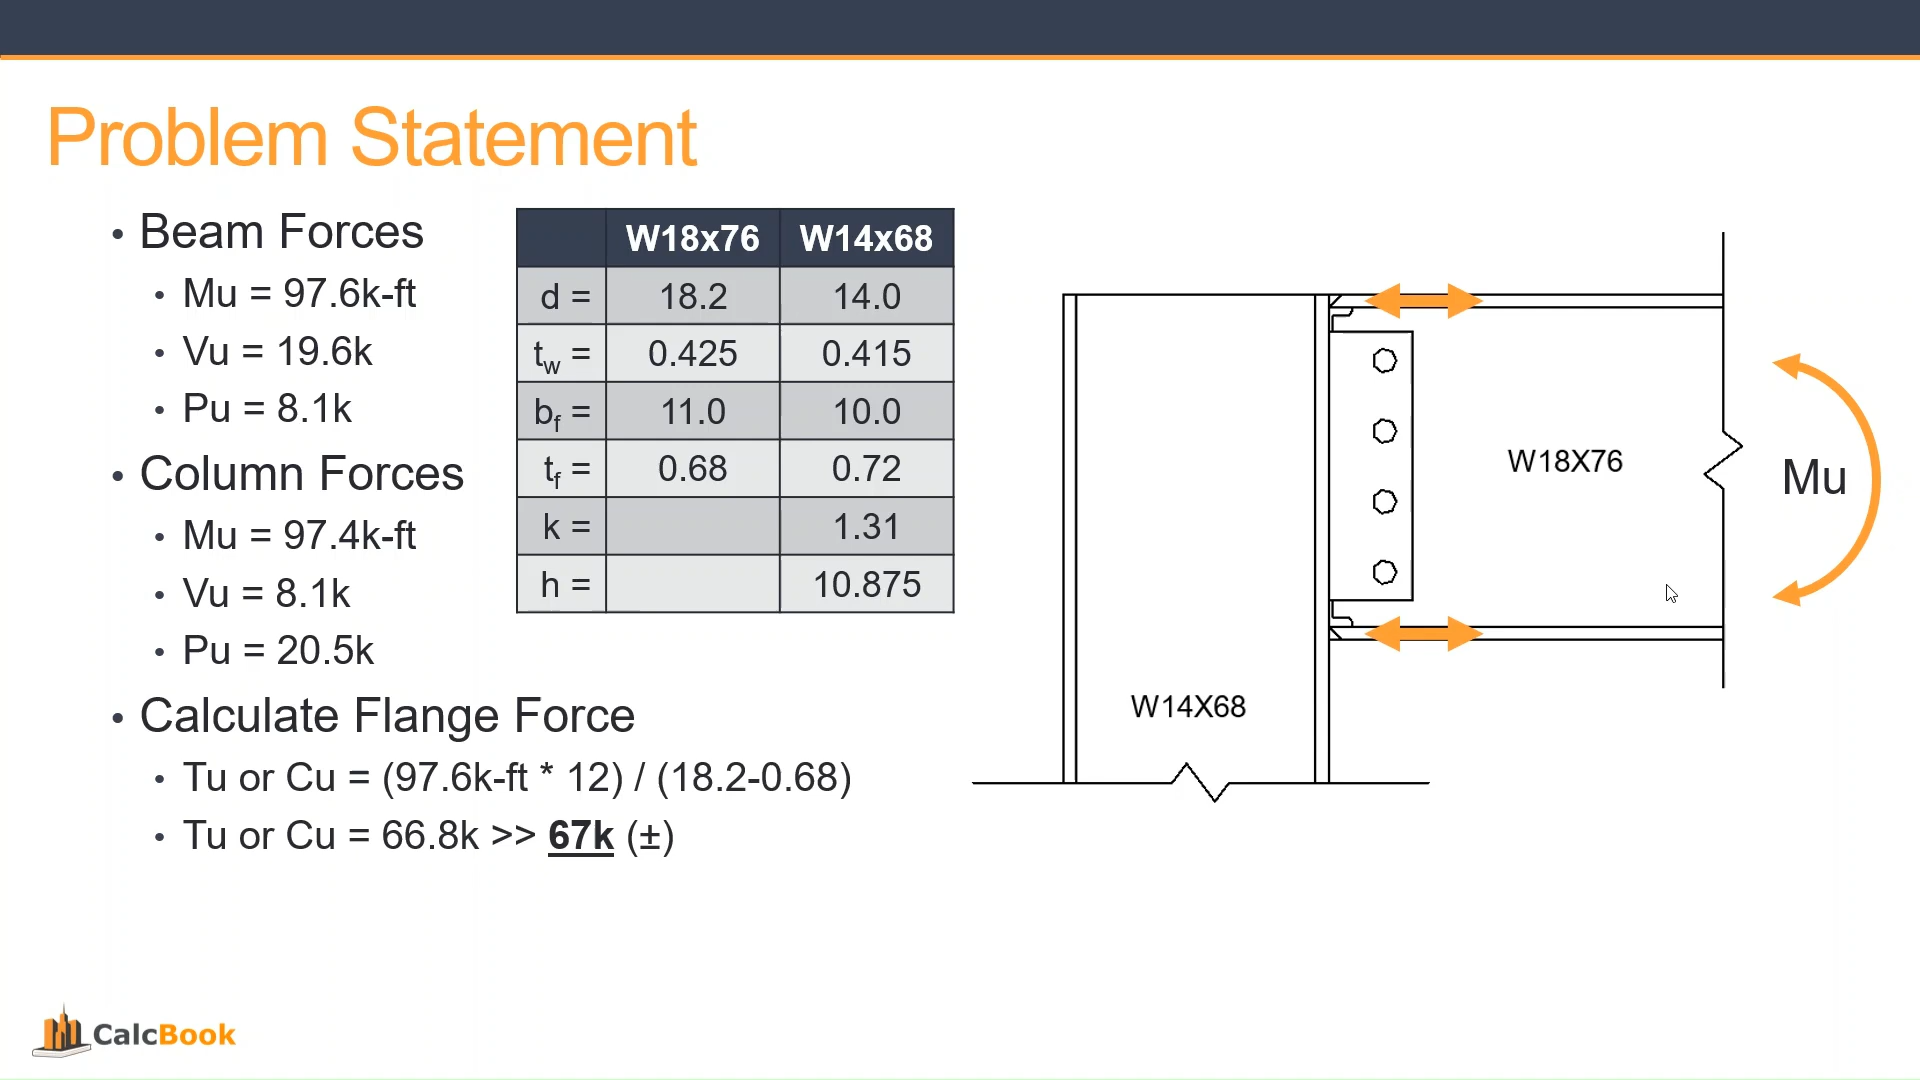 Problem Statement
• Beam Forces
• Mu = 97.6k-ft
• Vu = 19.6k
• Pu = 8.1k
• Column Forces
• Mu = 97.4k-ft
• Vu = 8.1k
• Pu = 20.5k
• Calculate Flange Force
• Tu or Cu = (97.6k-ft * 12) / (18.2-0.68)
• Tu or Cu = 66.8k >> 67k (±)
W18x76 W14x68
d = 18.2 14.0
tw = 0.425 0.415
bf = 11.0 10.0
tf = 0.68 0.72
k = 1.31
h = 10.875
W18X76
Mu
W14X68
CalcBook